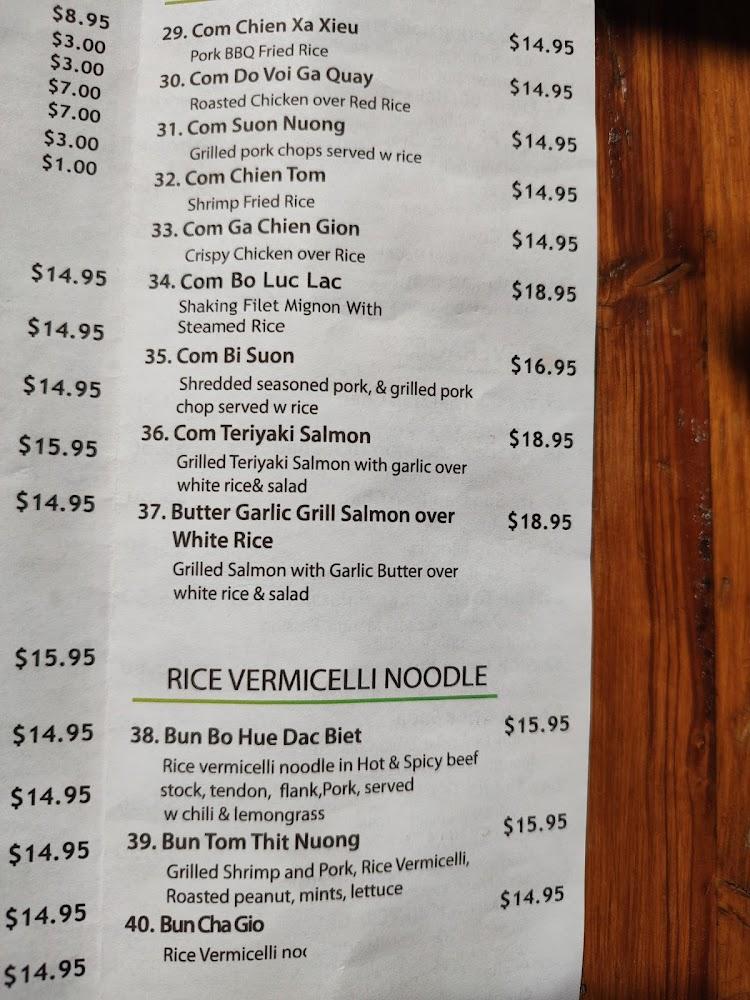 $8.95
$3.00
$3.00
$7.00
$7.00
$3.00
$1.00
$14.95
$14.95
$14.95
$15.95
$14.95
$15.95
$14.95
$14.95
$14.95
$14.95
$14.95
29. Com Chien Xa Xieu $14.95
Pork BBQ Fried Rice
30. Com Do Voi Ga Quay $14.95
Roasted Chicken over Red Rice
31. Com Suon Nuong $14.95
Grilled pork chops served w rice
32. Com Chien Tom $14.95
Shrimp Fried Rice
33. Com Ga Chien Gion $14.95
Crispy Chicken over Rice
34. Com Bo Luc Lac $18.95
Shaking Filet Mignon With
Steamed Rice
35. Com Bi Suon $16.95
Shredded seasoned pork, & grilled pork
chop served w rice
36. Com Teriyaki Salmon $18.95
Grilled Teriyaki Salmon with garlic over
white rice& salad
37. Butter Garlic Grill Salmon over $18.95
White Rice
Grilled Salmon with Garlic Butter over
white rice & salad
RICE VERMICELLI NOODLE
38. Bun Bo Hue Dac Biet $15.95
Rice vermicelli noodle in Hot & Spicy beef
stock, tendon, flank,Pork, served
w chili & lemongrass
39. Bun Tom Thit Nuong $15.95
Grilled Shrimp and Pork, Rice Vermicelli,
Roasted peanut, mints, lettuce
40. Bun Cha Gio $14.95
Rice Vermicelli